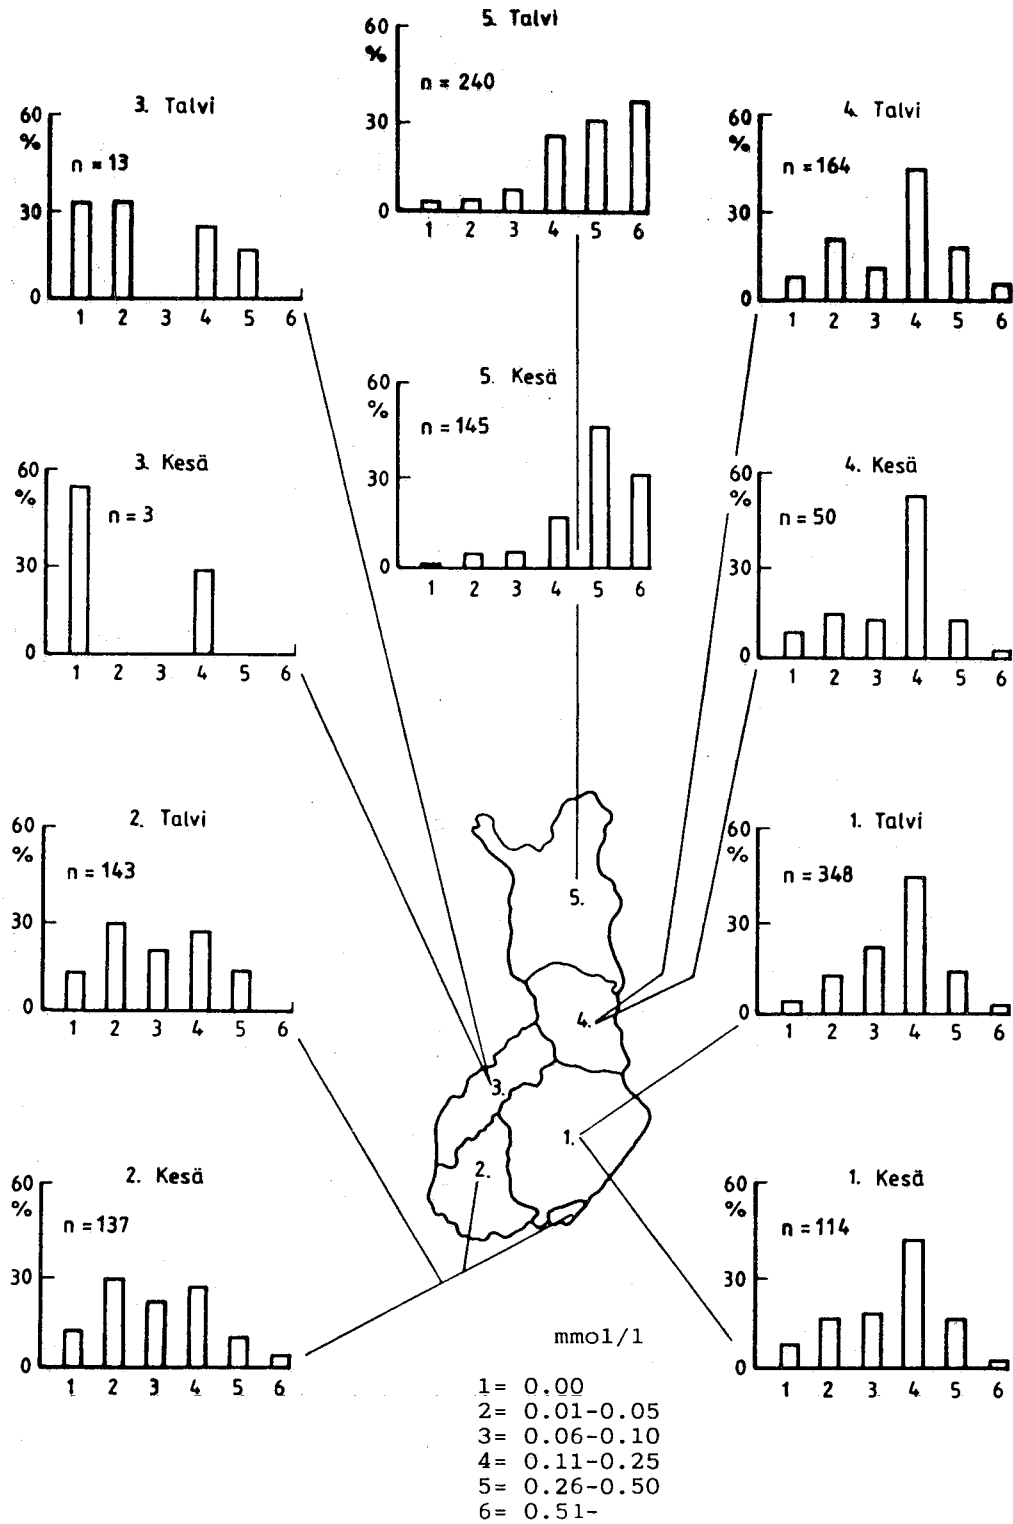 5. Talvi
60
%
n = 240
30
0
1 2 3 4 5 6
3. Talvi
60
%
n = 13
30
0
1 2 3 4 5 6
4. Talvi
60
%
n = 164
30
0
1 2 3 4 5 6
5. Kesä
60
%
n = 145
30
0
1 2 3 4 5 6
3. Kesä
60
%
n = 3
30
0
1 2 3 4 5 6
4. Kesä
60
%
n = 50
30
0
1 2 3 4 5 6
2. Talvi
60
%
n = 143
30
0
1 2 3 4 5 6
1. Talvi
60
%
n = 348
30
0
1 2 3 4 5 6
5.
4.
3.
1.
2.
2. Kesä
60
%
n = 137
30
0
1 2 3 4 5 6
1. Kesä
60
%
n = 114
30
0
1 2 3 4 5 6
mmol/l
1= 0.00
2= 0.01-0.05
3= 0.06-0.10
4= 0.11-0.25
5= 0.26-0.50
6= 0.51-